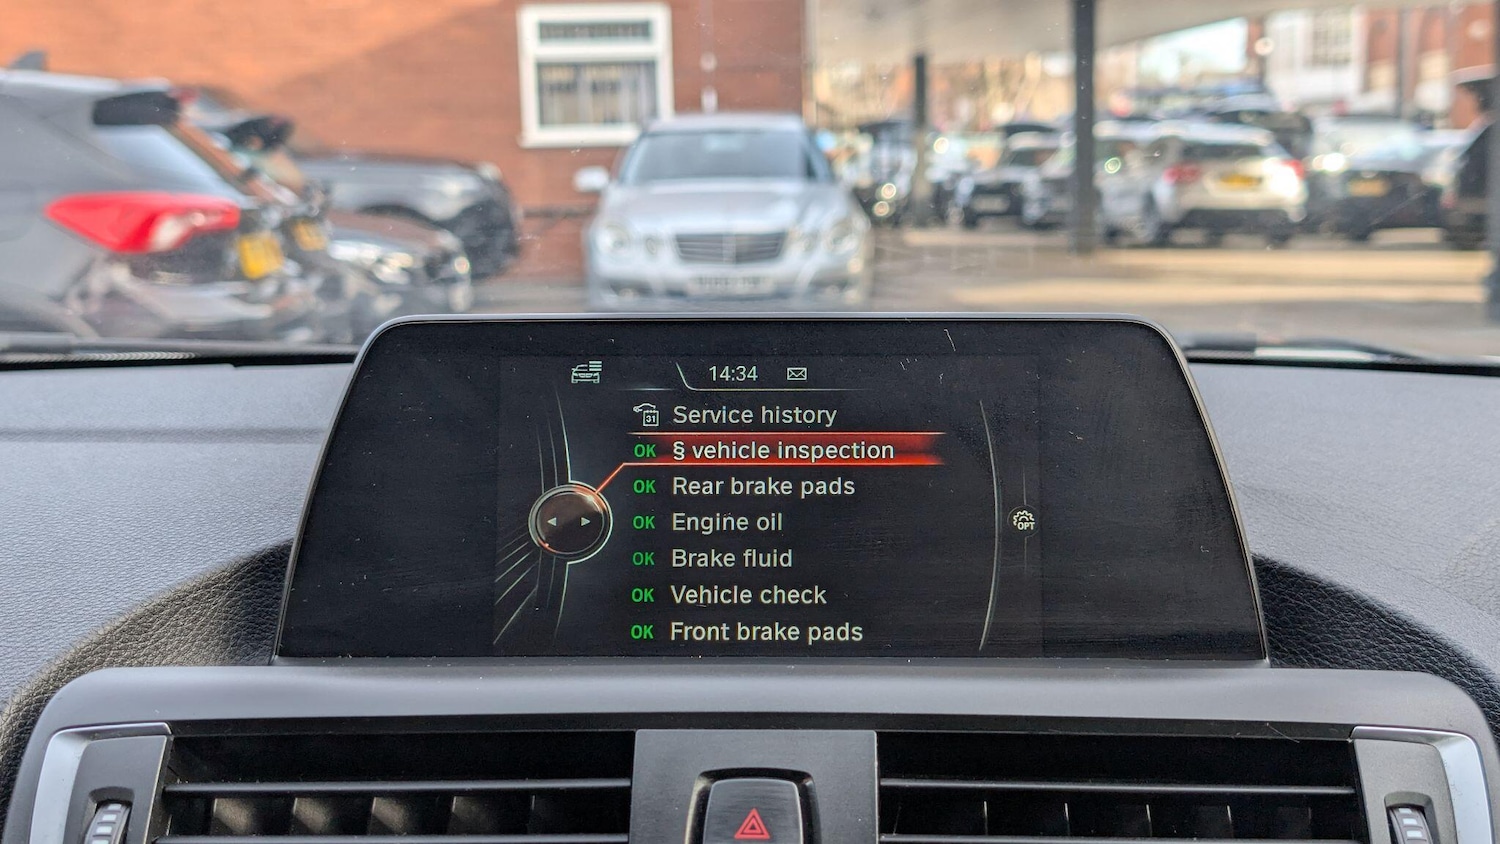 14:34
31 Service history
OK § vehicle inspection
OK Rear brake pads
OK Engine oil
OPT
OK Brake fluid
OK Vehicle check
OK Front brake pads